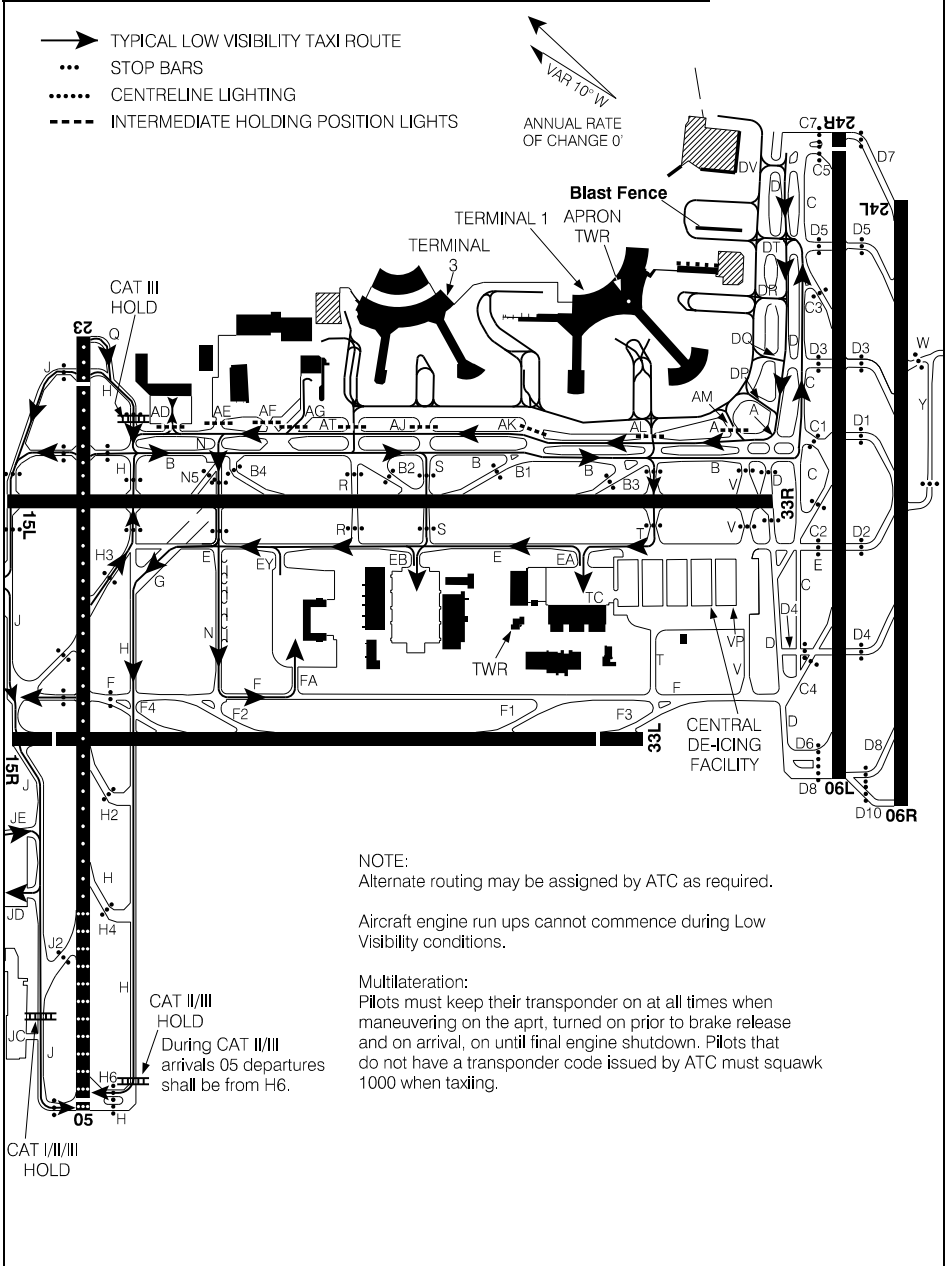 TYPICAL LOW VISIBILITY TAXI ROUTE
STOP BARS
CENTRELINE LIGHTING
INTERMEDIATE HOLDING POSITION LIGHTS
VAR 10° W
ANNUAL RATE
OF CHANGE 0'
C7
24R
D7
C5
DV
D
C
24L
Blast Fence
TERMINAL 1
APRON
TWR
TERMINAL
3
D5
D5
DT
DR
C3
CAT III
HOLD
23
Q
J
H
DQ
D
D3
D3
W
DP
C
Y
AM
A
AD
AE
AF
AG
AT
AJ
AK
AL
A
C1
D1
N
B
H
N5
B4
R
B2
S
B
B1
B
B3
B
V
D
C
15L
33R
R
S
T
V
C2
D2
H3
E
EY
EB
E
EA
E
G
J
N
H
TC
C
D4
TWR
VP
D
D4
T
V
F
FA
F
F4
F
F2
F1
F3
C4
15R
33L
CENTRAL
DE-ICING
FACILITY
D
D6
D8
D8
06L
D10
06R
J
JE
H2
H
JD
H4
J2
H
JC
J
NOTE:
Alternate routing may be assigned by ATC as required.
Aircraft engine run ups cannot commence during Low
Visibility conditions.
Multilateration:
Pilots must keep their transponder on at all times when
maneuvering on the aprt, turned on prior to brake release
and on arrival, on until final engine shutdown. Pilots that
do not have a transponder code issued by ATC must squawk
1000 when taxiing.
CAT II/III
HOLD
During CAT II/III
arrivals 05 departures
shall be from H6.
H6
05
H
CAT I/II/III
HOLD